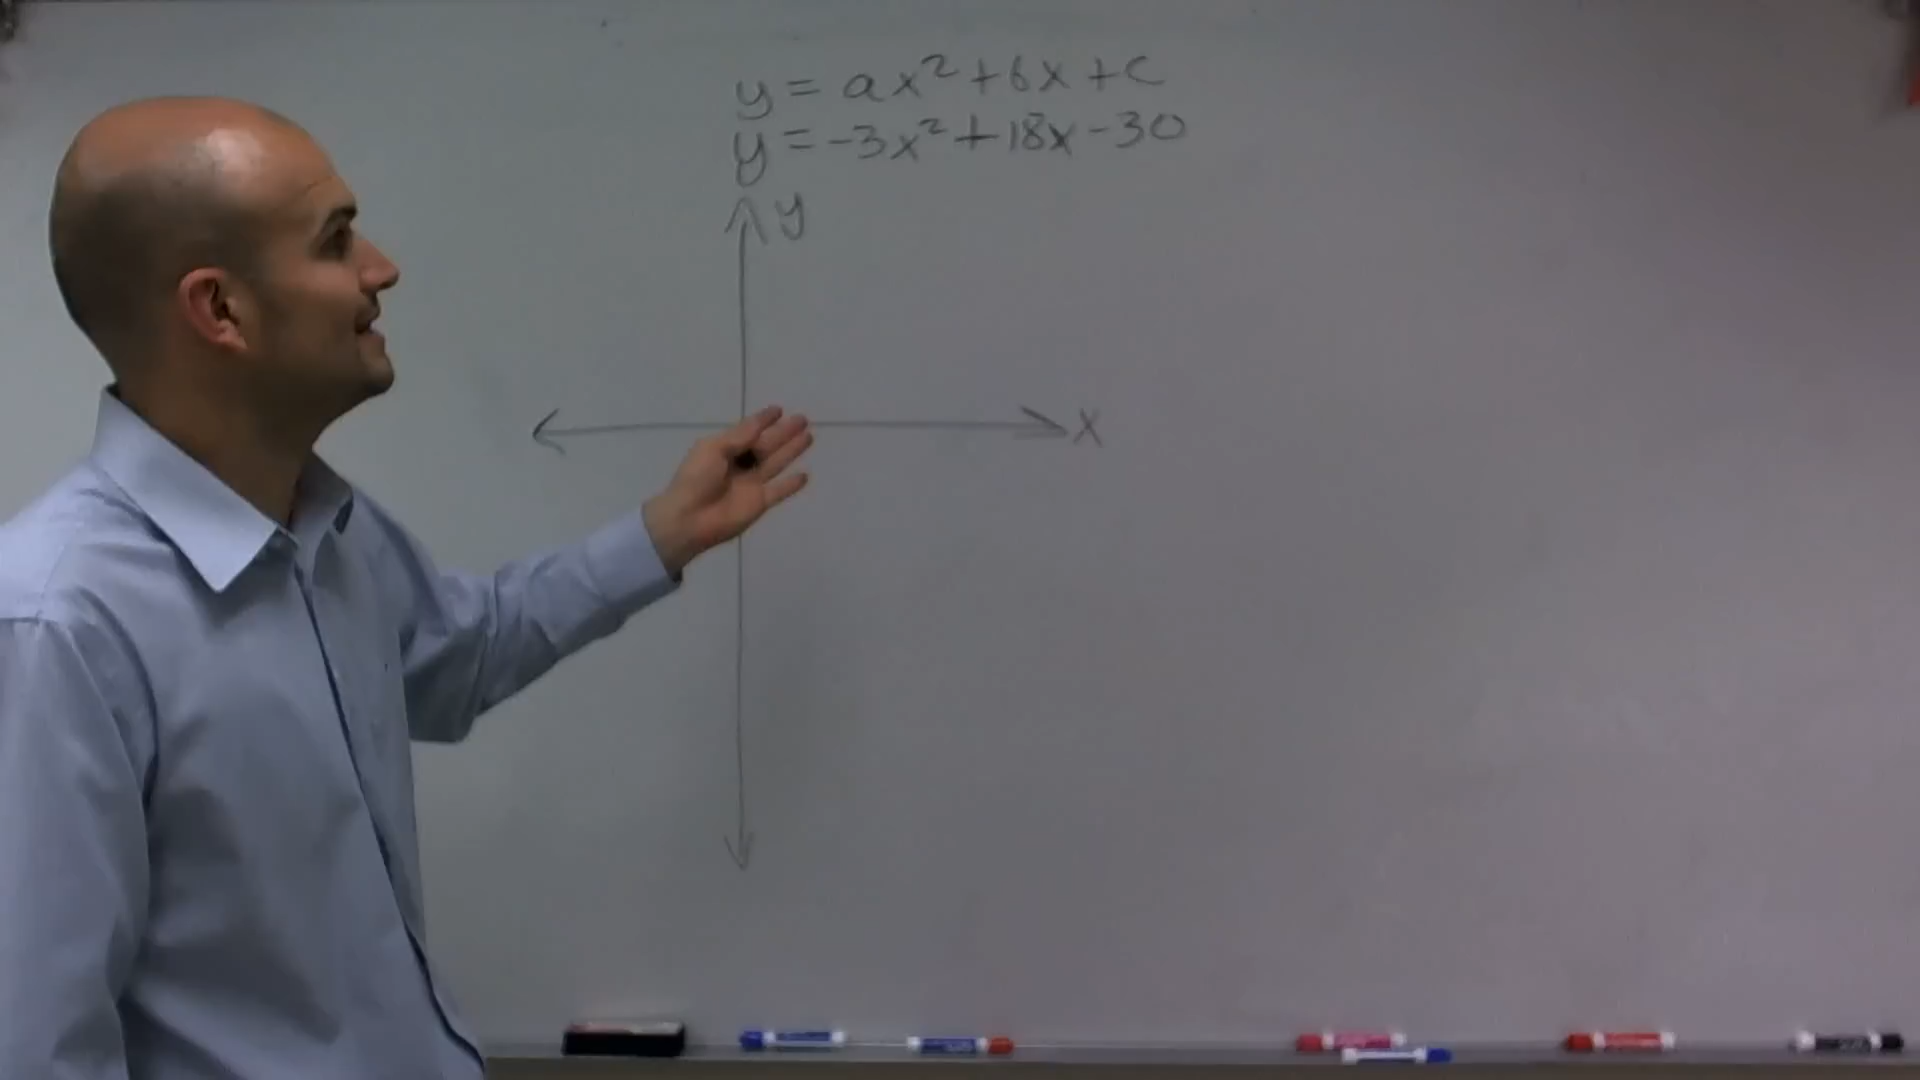 y = ax² + bx + c
y = -3x² + 18x - 30
y
x